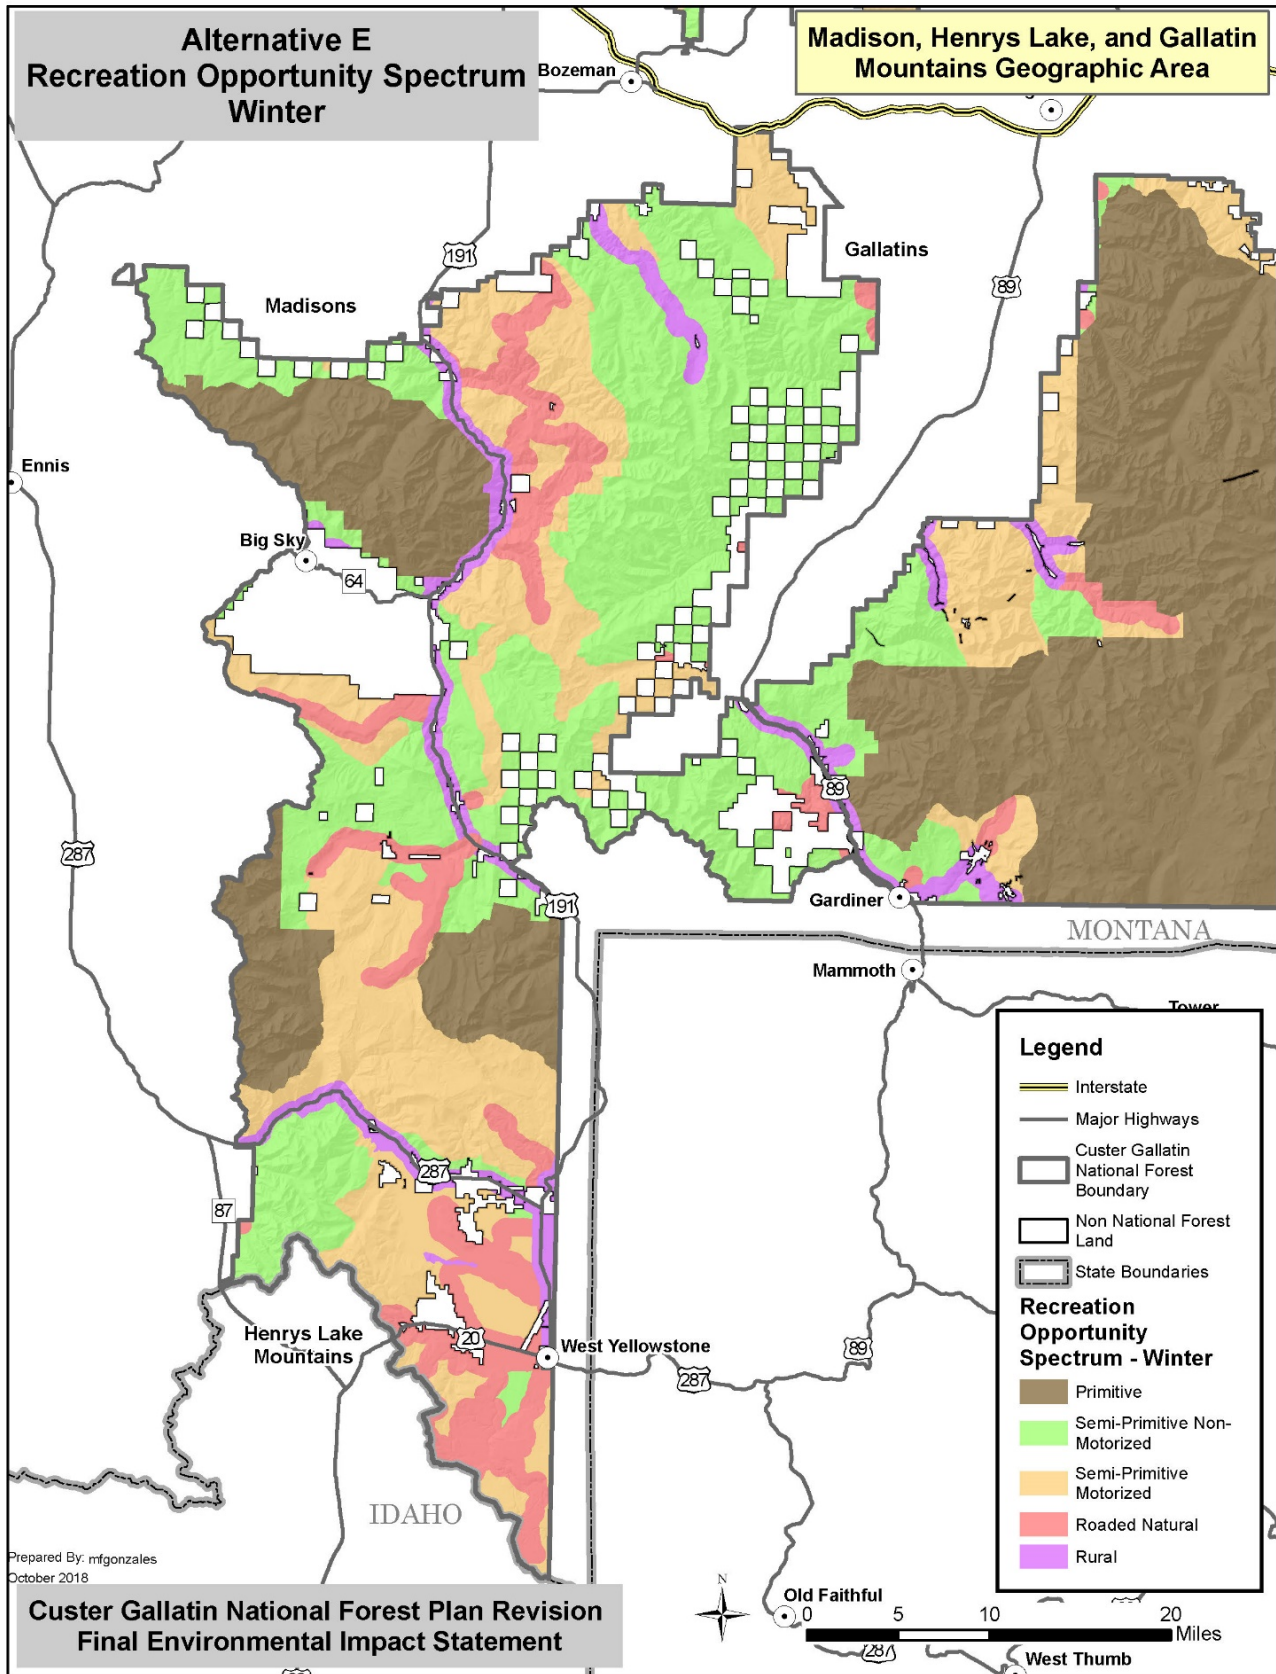 Alternative E
Recreation Opportunity Spectrum
Winter
Madison, Henrys Lake, and Gallatin
Mountains Geographic Area
Bozeman
191
Gallatins
89
Madisons
Ennis
Big Sky
64
89
287
191
Gardiner
MONTANA
Mammoth
Tower
287
87
Henrys Lake
Mountains
20
West Yellowstone
89
287
IDAHO
Legend
Interstate
Major Highways
Custer Gallatin
National Forest
Boundary
Non National Forest
Land
State Boundaries
Recreation
Opportunity
Spectrum - Winter
Primitive
Semi-Primitive Non-
Motorized
Semi-Primitive
Motorized
Roaded Natural
Rural
Prepared By: mfgonzales
October 2018
Custer Gallatin National Forest Plan Revision
Final Environmental Impact Statement
N
Old Faithful
0 5 10 20
Miles
287
West Thumb